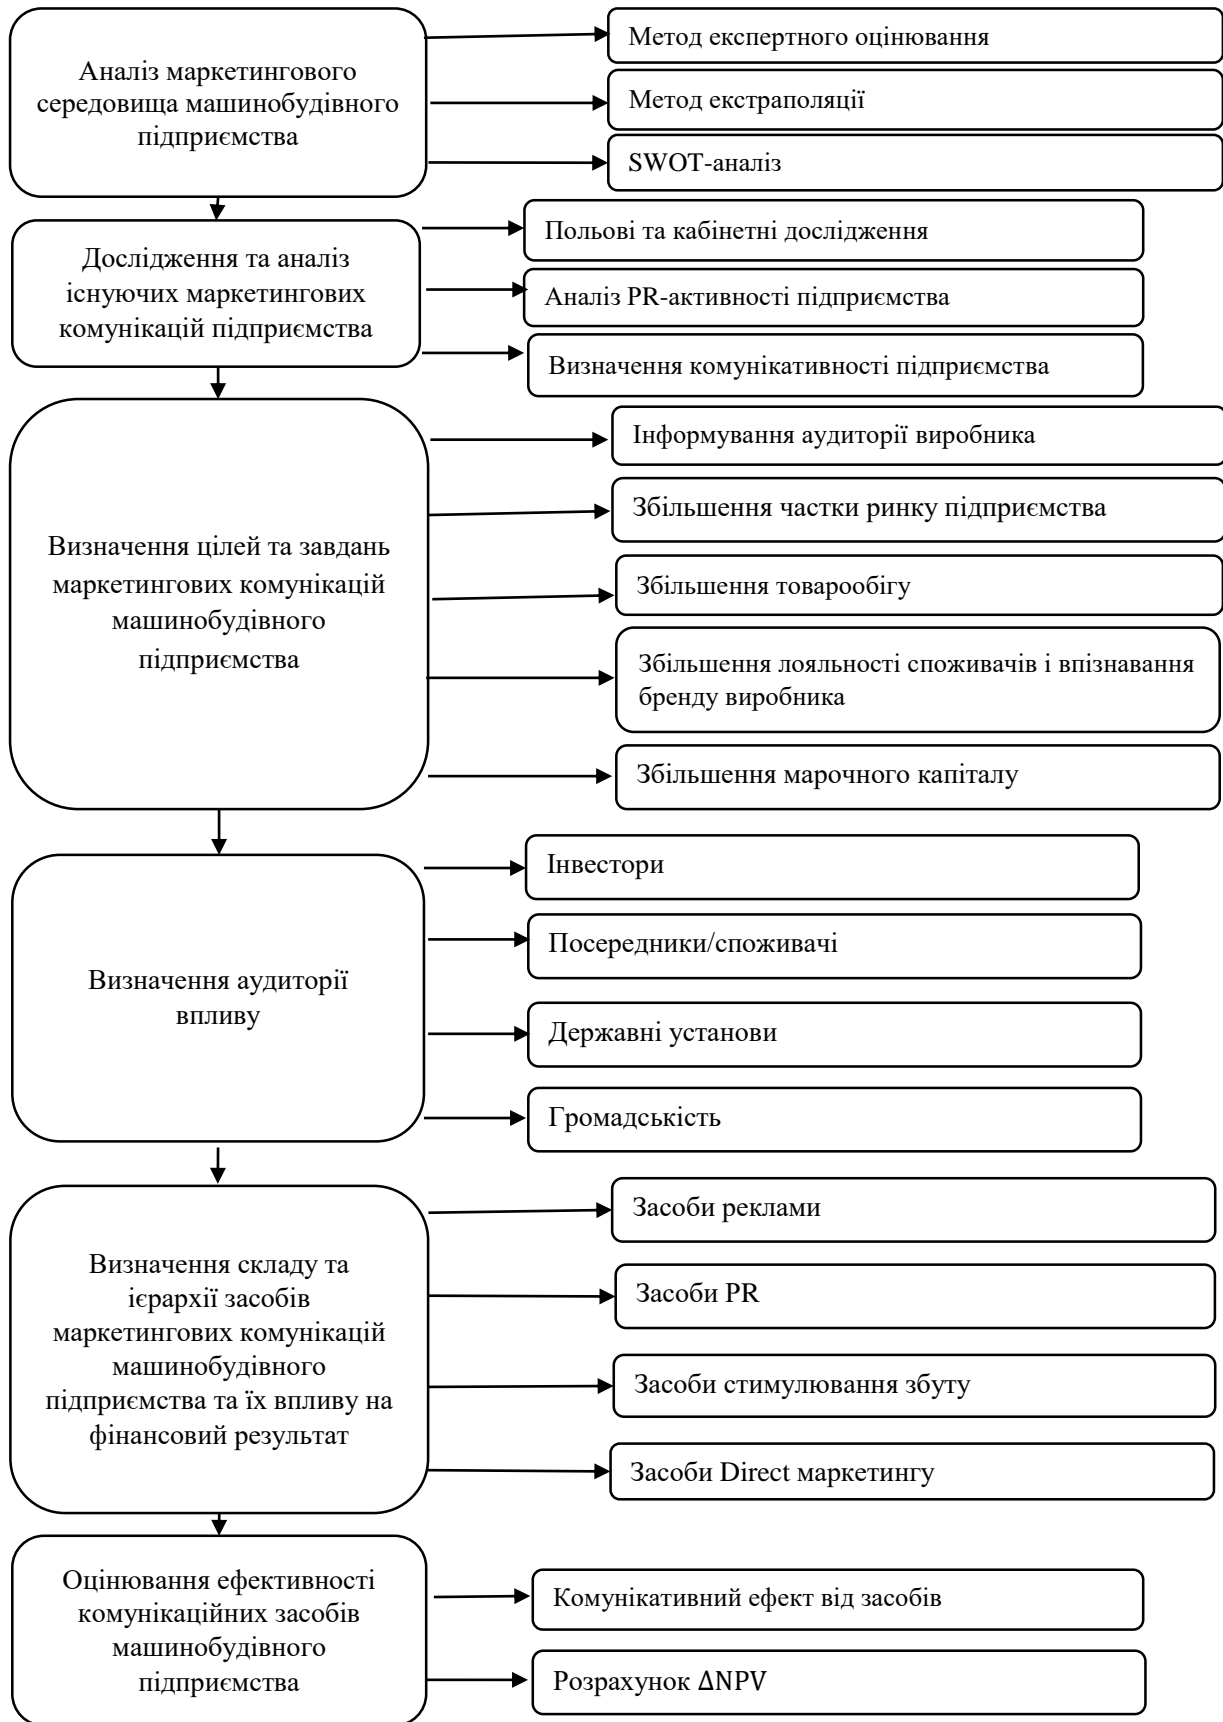 Аналіз маркетингового
середовища машинобудівного
підприємства
Метод експертного оцінювання
Метод екстраполяції
SWOT-аналіз
Дослідження та аналіз
існуючих маркетингових
комунікацій підприємства
Польові та кабінетні дослідження
Аналіз PR-активності підприємства
Визначення комунікативності підприємства
Визначення цілей та завдань
маркетингових комунікацій
машинобудівного
підприємства
Інформування аудиторії виробника
Збільшення частки ринку підприємства
Збільшення товарообігу
Збільшення лояльності споживачів і впізнавання
бренду виробника
Збільшення марочного капіталу
Визначення аудиторії
впливу
Інвестори
Посередники/споживачі
Державні установи
Громадськість
Визначення складу та
ієрархії засобів
маркетингових комунікацій
машинобудівного
підприємства та їх впливу на
фінансовий результат
Засоби реклами
Засоби PR
Засоби стимулювання збуту
Засоби Direct маркетингу
Оцінювання ефективності
комунікаційних засобів
машинобудівного
підприємства
Комунікативний ефект від засобів
Розрахунок ΔNPV